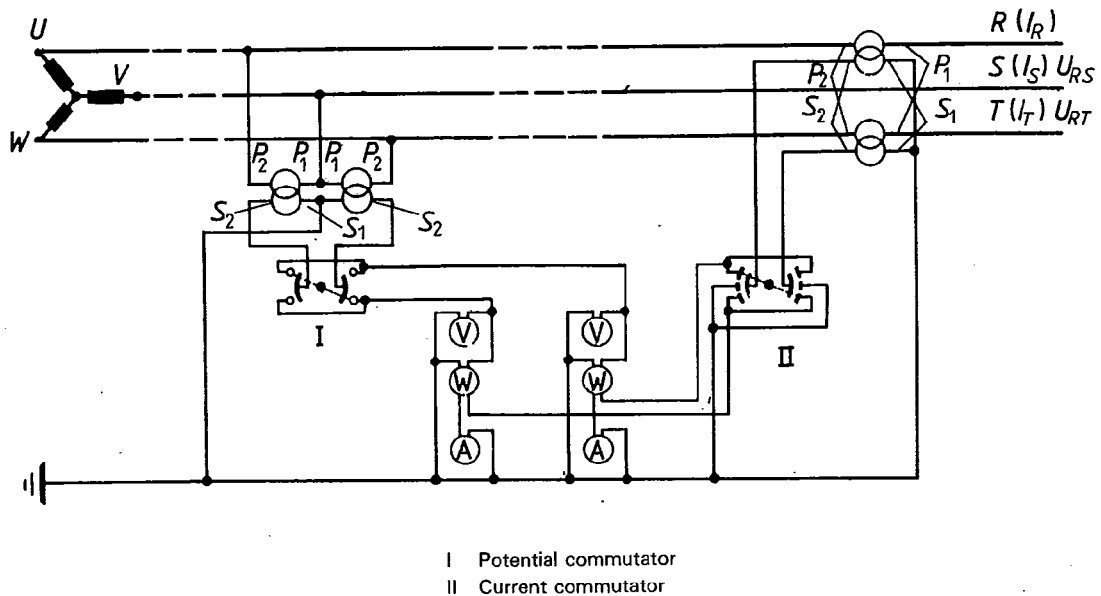 U
R (I_R)
V
P₂ P₁
S (I_S) U_RS
W
S₂ S₁
T (I_T) U_RT
P₂ P₁ P₁ P₂
S₂ S₁ S₂
I
II
V V
W W
A A
I Potential commutator
II Current commutator